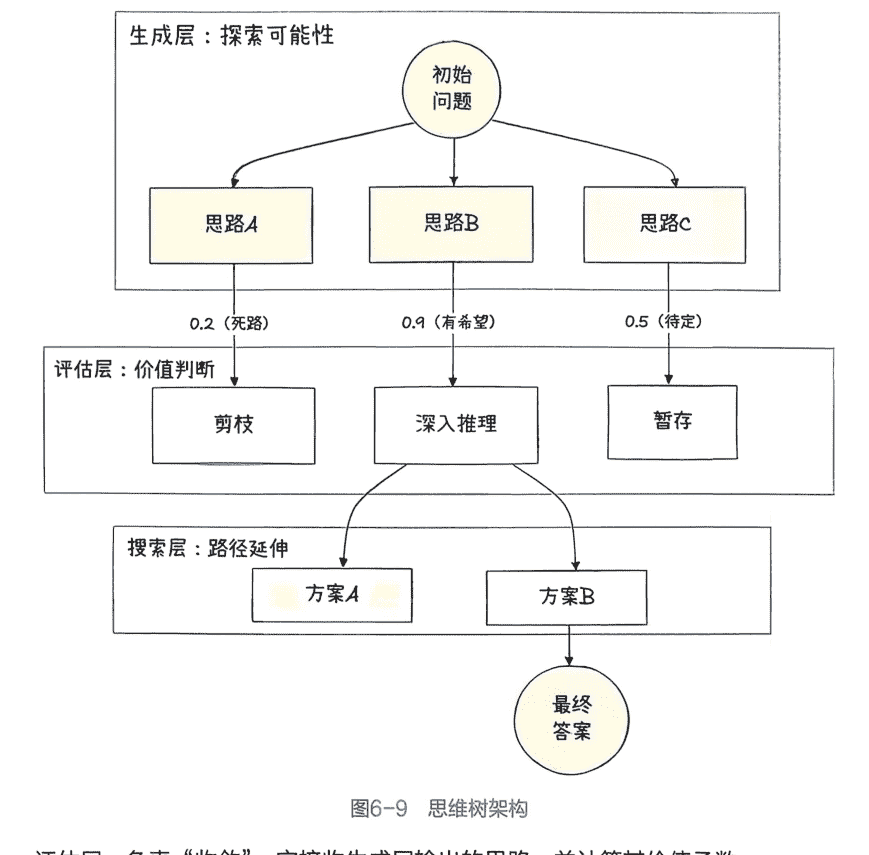 生成层：探索可能性
初始
问题
思路A
思路B
思路C
0.2（死路）
0.9（有希望）
0.5（待定）
评估层：价值判断
剪枝
深入推理
暂存
搜索层：路径延伸
方案A
方案B
最终
答案
图6-9 思维树架构